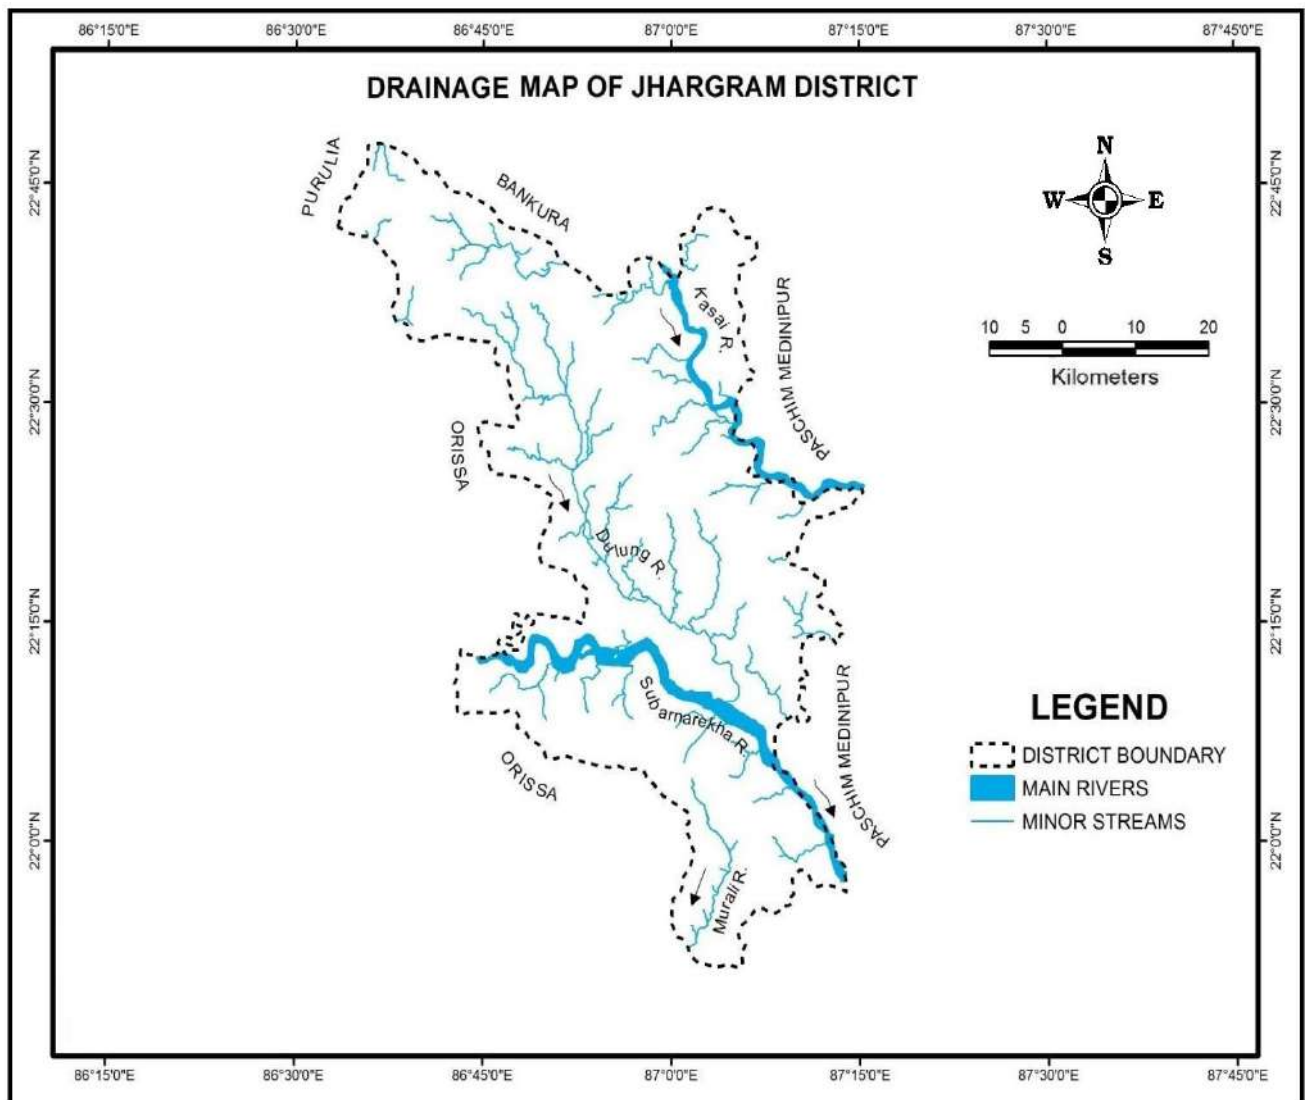 86°15'0"E 86°30'0"E 86°45'0"E 87°0'0"E 87°15'0"E 87°30'0"E 87°45'0"E
DRAINAGE MAP OF JHARGRAM DISTRICT
N
W E
S
22°45'0"N
22°45'0"N
PURULIA
BANKURA
Kasai R.
PASCHIM MEDINIPUR
10 5 0 10 20
Kilometers
22°30'0"N
22°30'0"N
ORISSA
Dulung R.
22°15'0"N
22°15'0"N
Subarnarekha R.
PASCHIM MEDINIPUR
ORISSA
LEGEND
DISTRICT BOUNDARY
MAIN RIVERS
MINOR STREAMS
22°0'0"N
22°0'0"N
Murali R.
86°15'0"E 86°30'0"E 86°45'0"E 87°0'0"E 87°15'0"E 87°30'0"E 87°45'0"E